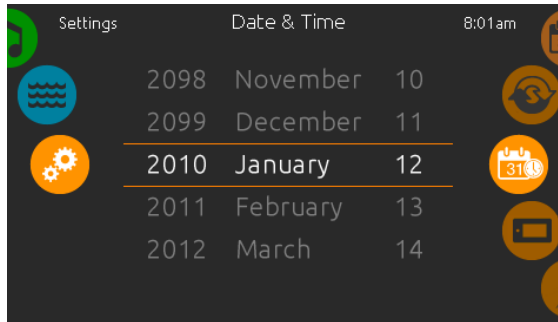 Settings Date & Time 8:01am
2098 November 10
2099 December 11
2010 January 12
31
2011 February 13
2012 March 14